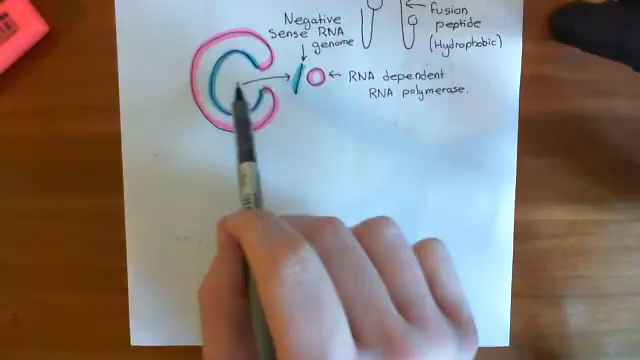 Negative
Sense RNA
genome
fusion
peptide
(Hydrophobic)
RNA dependent
RNA polymerase.